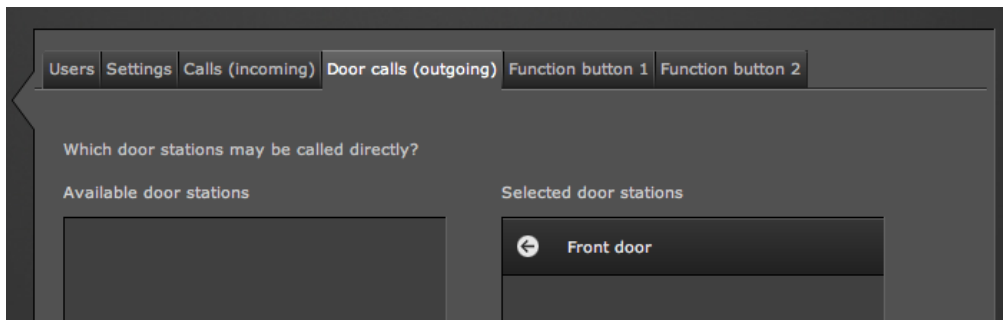 Users Settings Calls (incoming) Door calls (outgoing) Function button 1 Function button 2
Which door stations may be called directly?
Available door stations
Selected door stations
Front door